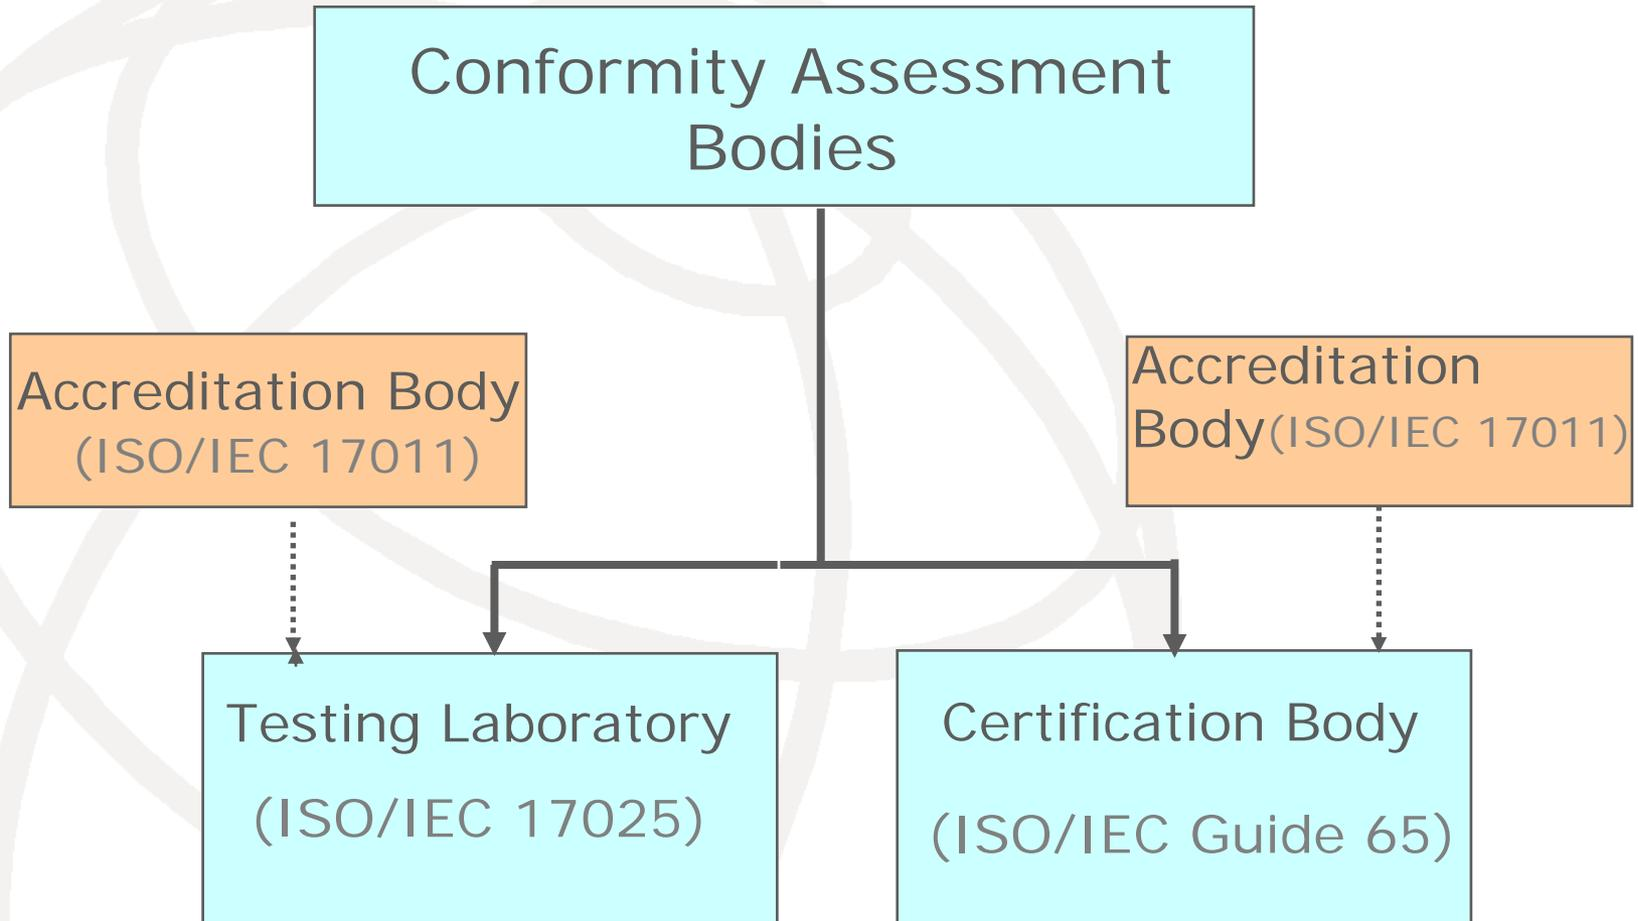 Conformity Assessment
Bodies
Accreditation Body
(ISO/IEC 17011)
Accreditation
Body(ISO/IEC 17011)
Testing Laboratory
(ISO/IEC 17025)
Certification Body
(ISO/IEC Guide 65)